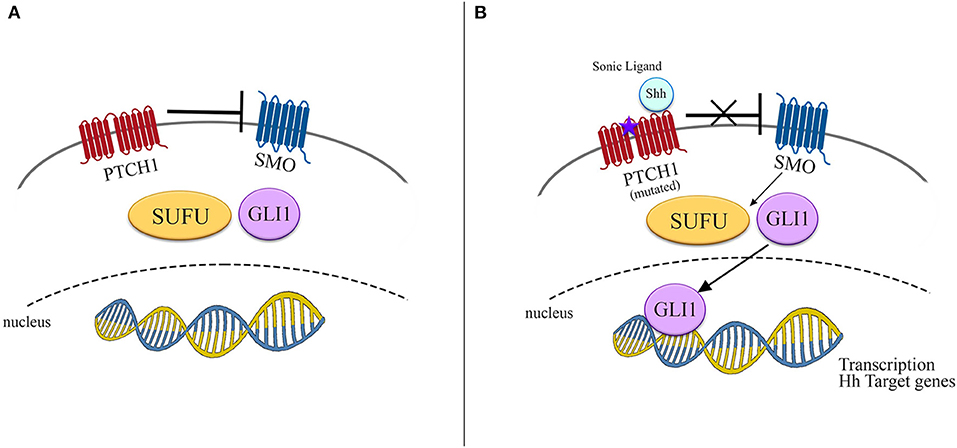 A
PTCH1
SMO
SUFU
GLI1
nucleus
B
Sonic Ligand
Shh
PTCH1
(mutated)
SMO
SUFU
GLI1
GLI1
nucleus
Transcription
Hh Target genes